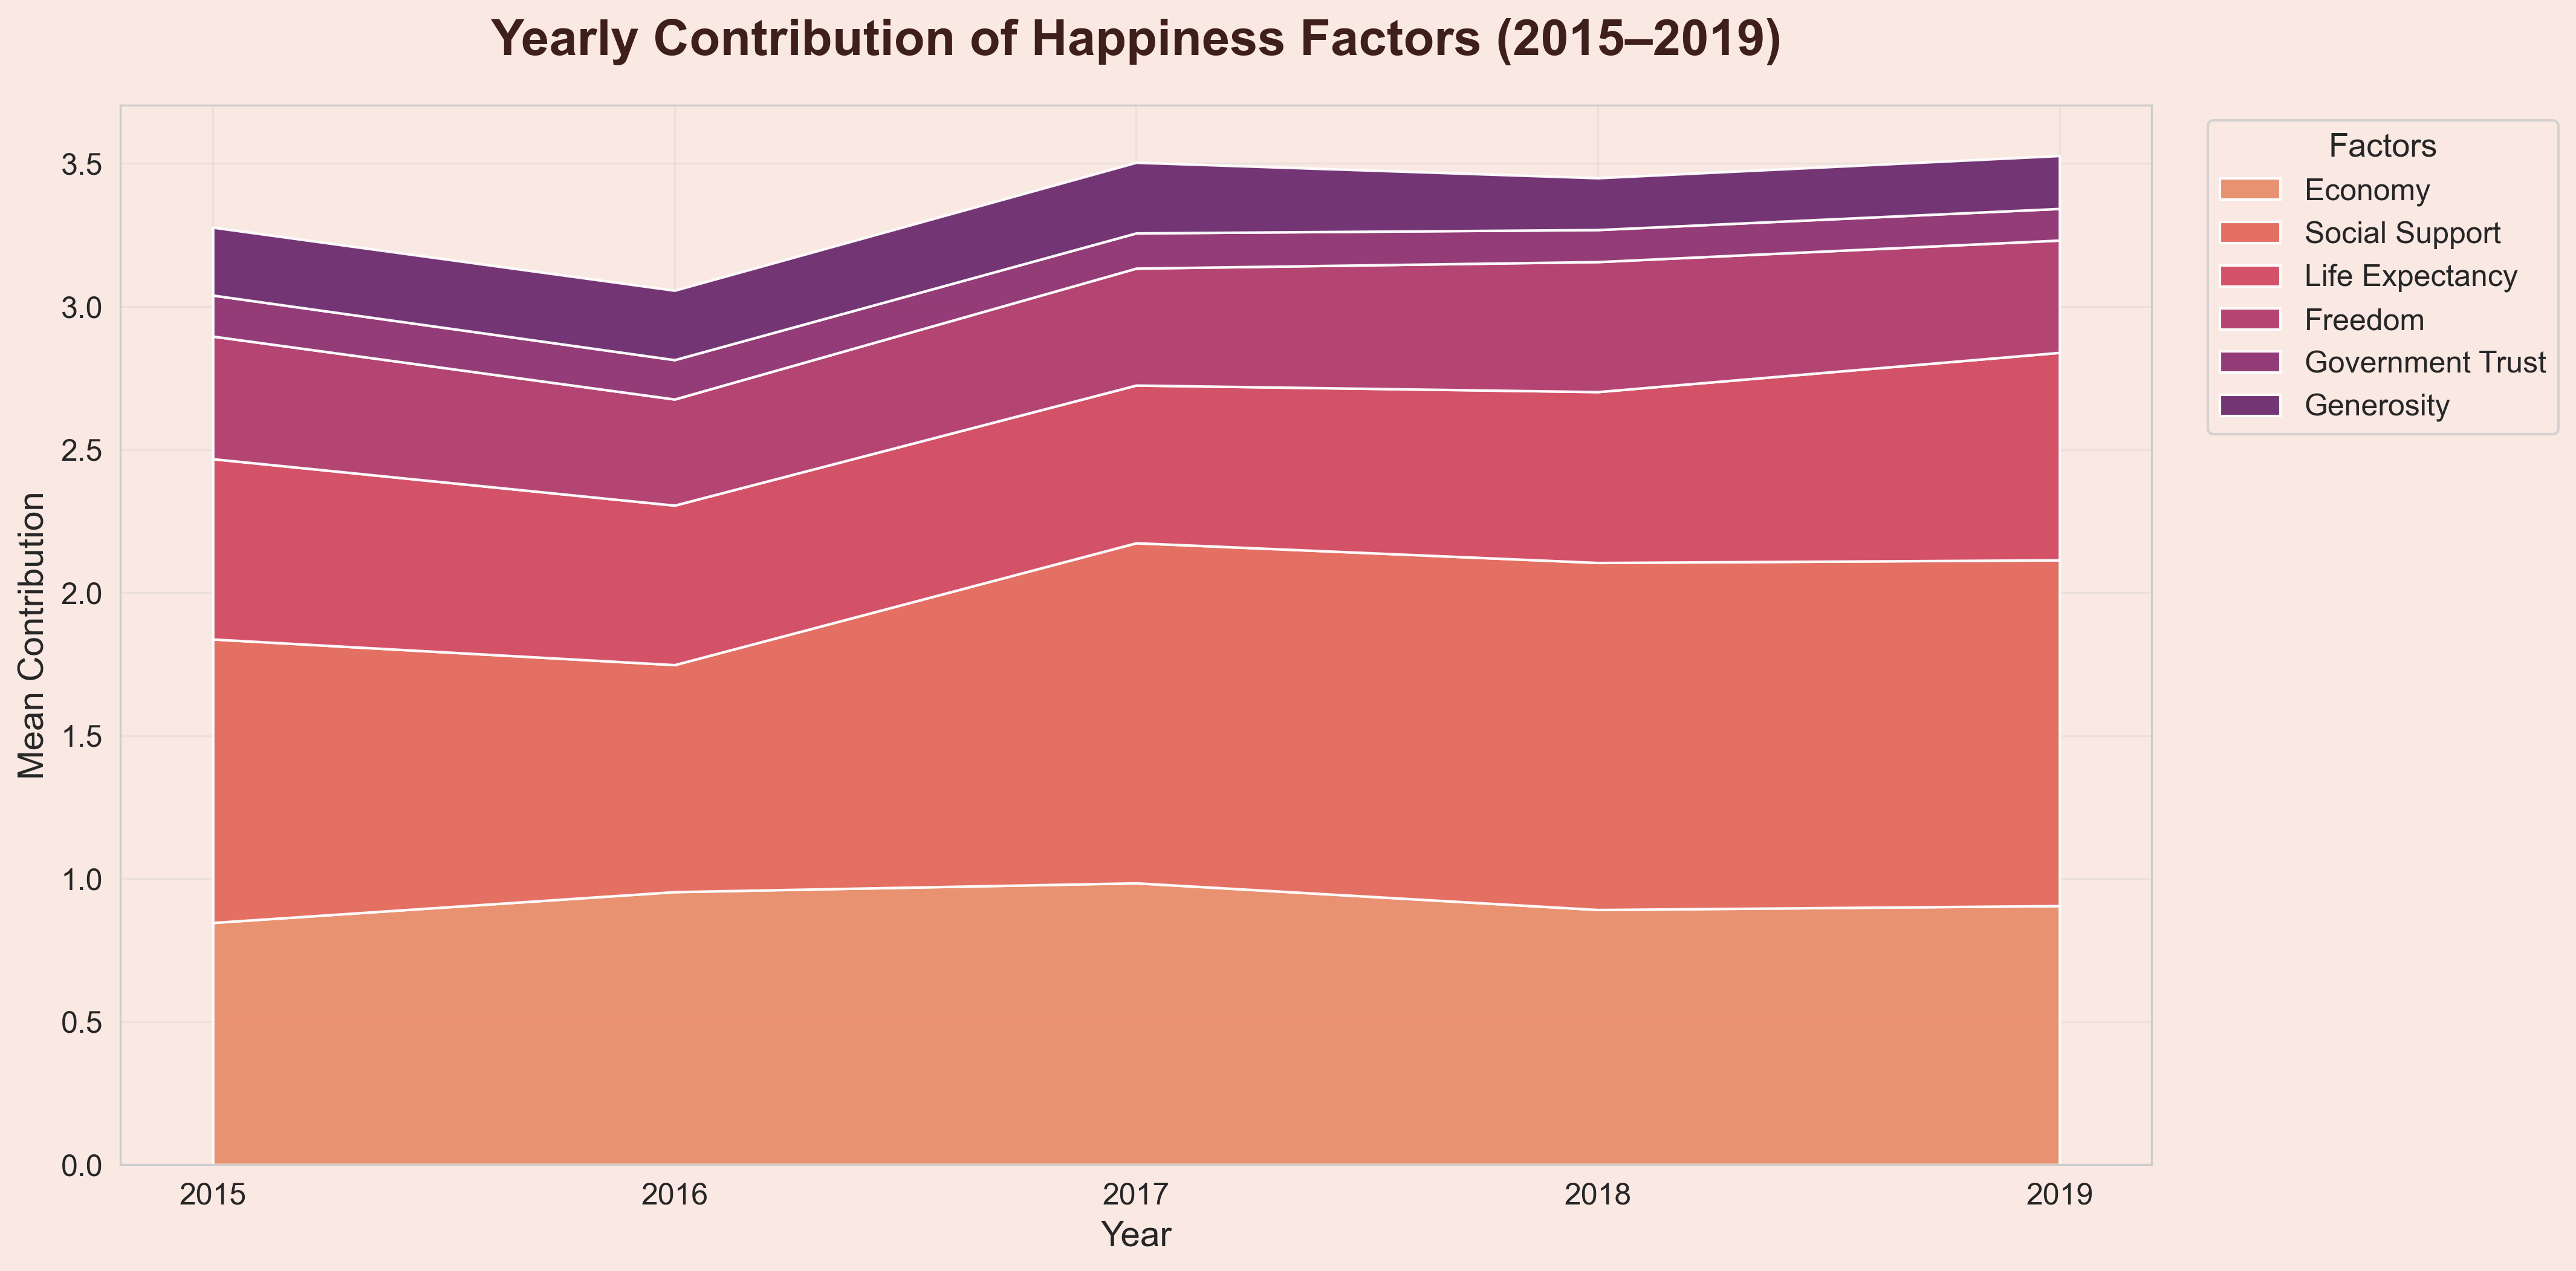 Yearly Contribution of Happiness Factors (2015–2019)
Mean Contribution
3.5
3.0
2.5
2.0
1.5
1.0
0.5
0.0
2015
2016
2017
2018
2019
Year
Factors
Economy
Social Support
Life Expectancy
Freedom
Government Trust
Generosity